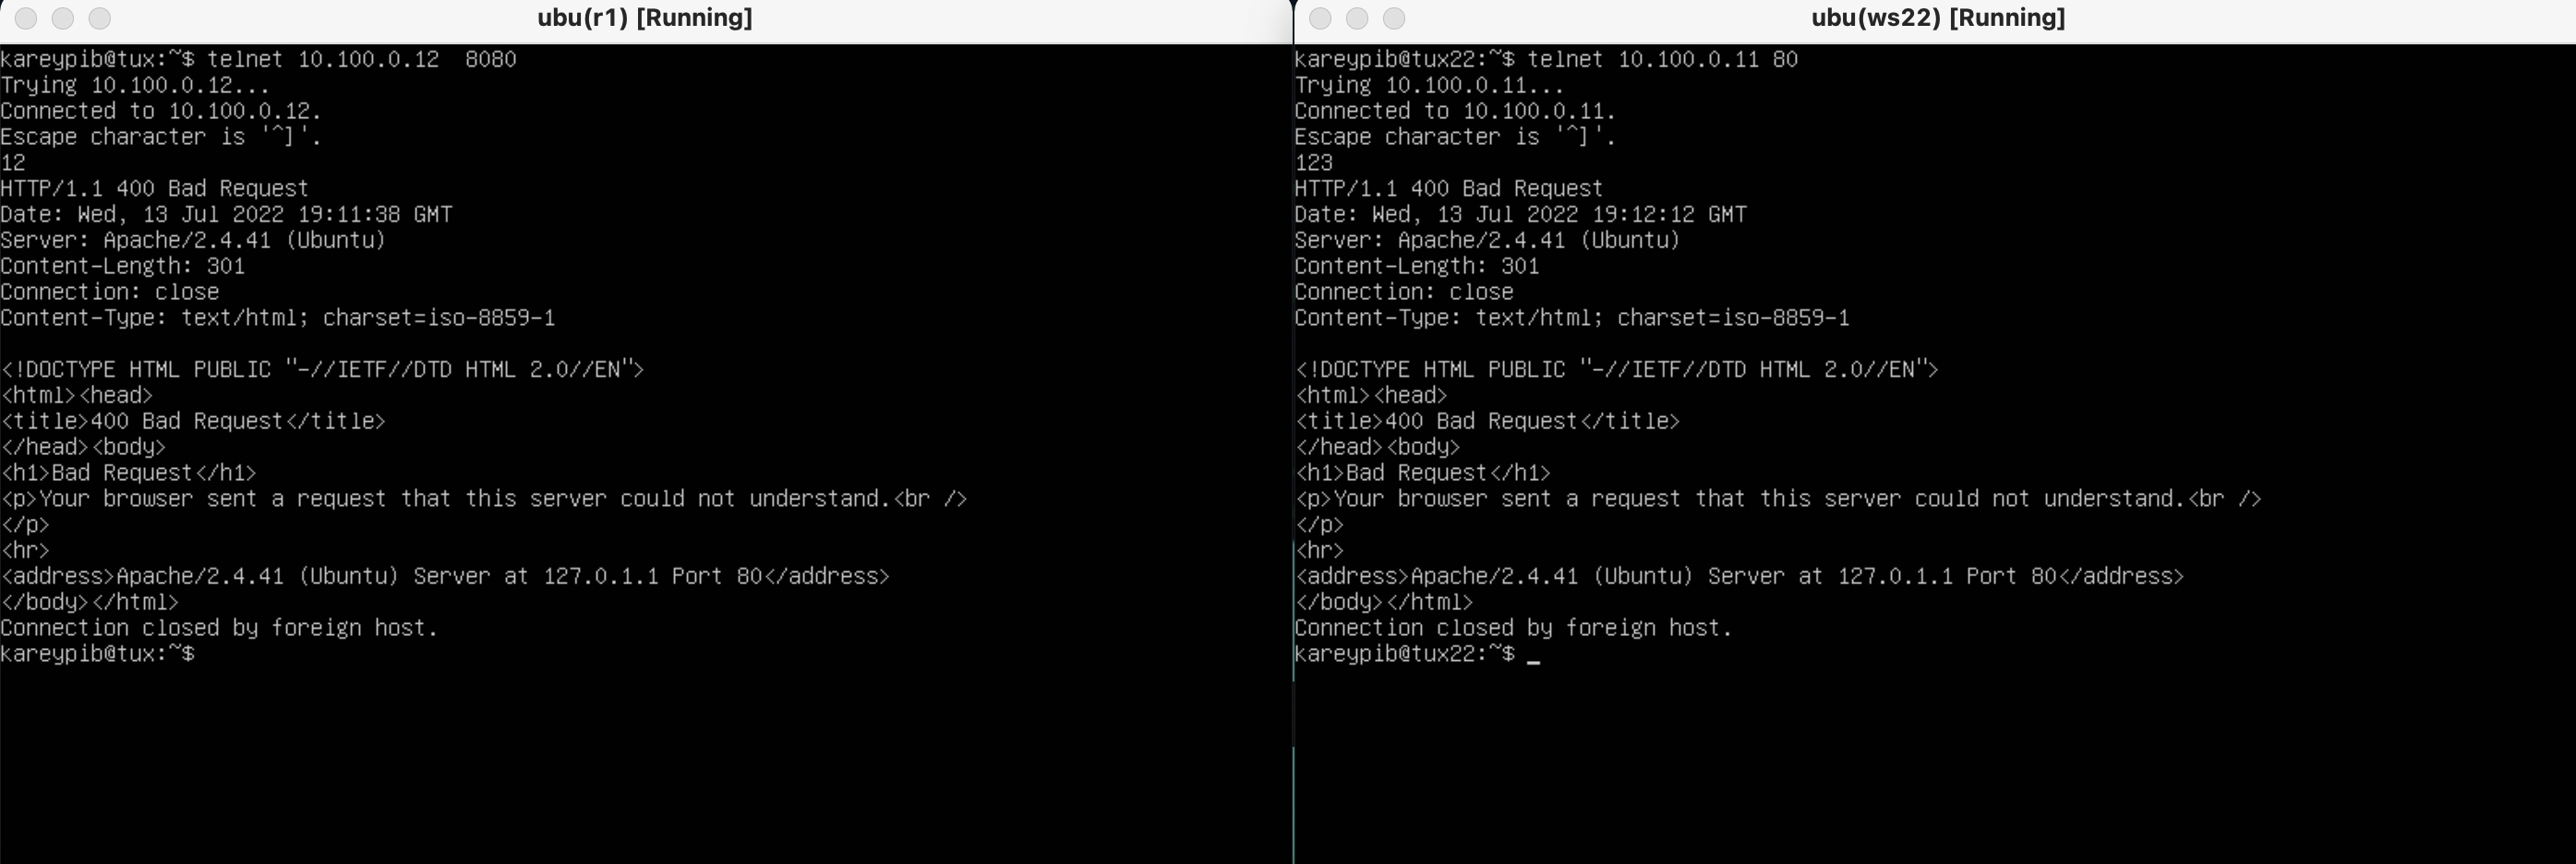 ubu(r1) [Running]
kareypib@tux:~$ telnet 10.100.0.12  8080
Trying 10.100.0.12...
Connected to 10.100.0.12.
Escape character is '^]'.
12
HTTP/1.1 400 Bad Request
Date: Wed, 13 Jul 2022 19:11:38 GMT
Server: Apache/2.4.41 (Ubuntu)
Content-Length: 301
Connection: close
Content-Type: text/html; charset=iso-8859-1

<!DOCTYPE HTML PUBLIC "-//IETF//DTD HTML 2.0//EN">
<html><head>
<title>400 Bad Request</title>
</head><body>
<h1>Bad Request</h1>
<p>Your browser sent a request that this server could not understand.<br />
</p>
<hr>
<address>Apache/2.4.41 (Ubuntu) Server at 127.0.1.1 Port 80</address>
</body></html>
Connection closed by foreign host.
kareypib@tux:~$
ubu(ws22) [Running]
kareypib@tux22:~$ telnet 10.100.0.11 80
Trying 10.100.0.11...
Connected to 10.100.0.11.
Escape character is '^]'.
123
HTTP/1.1 400 Bad Request
Date: Wed, 13 Jul 2022 19:12:12 GMT
Server: Apache/2.4.41 (Ubuntu)
Content-Length: 301
Connection: close
Content-Type: text/html; charset=iso-8859-1

<!DOCTYPE HTML PUBLIC "-//IETF//DTD HTML 2.0//EN">
<html><head>
<title>400 Bad Request</title>
</head><body>
<h1>Bad Request</h1>
<p>Your browser sent a request that this server could not understand.<br />
</p>
<hr>
<address>Apache/2.4.41 (Ubuntu) Server at 127.0.1.1 Port 80</address>
</body></html>
Connection closed by foreign host.
kareypib@tux22:~$ _